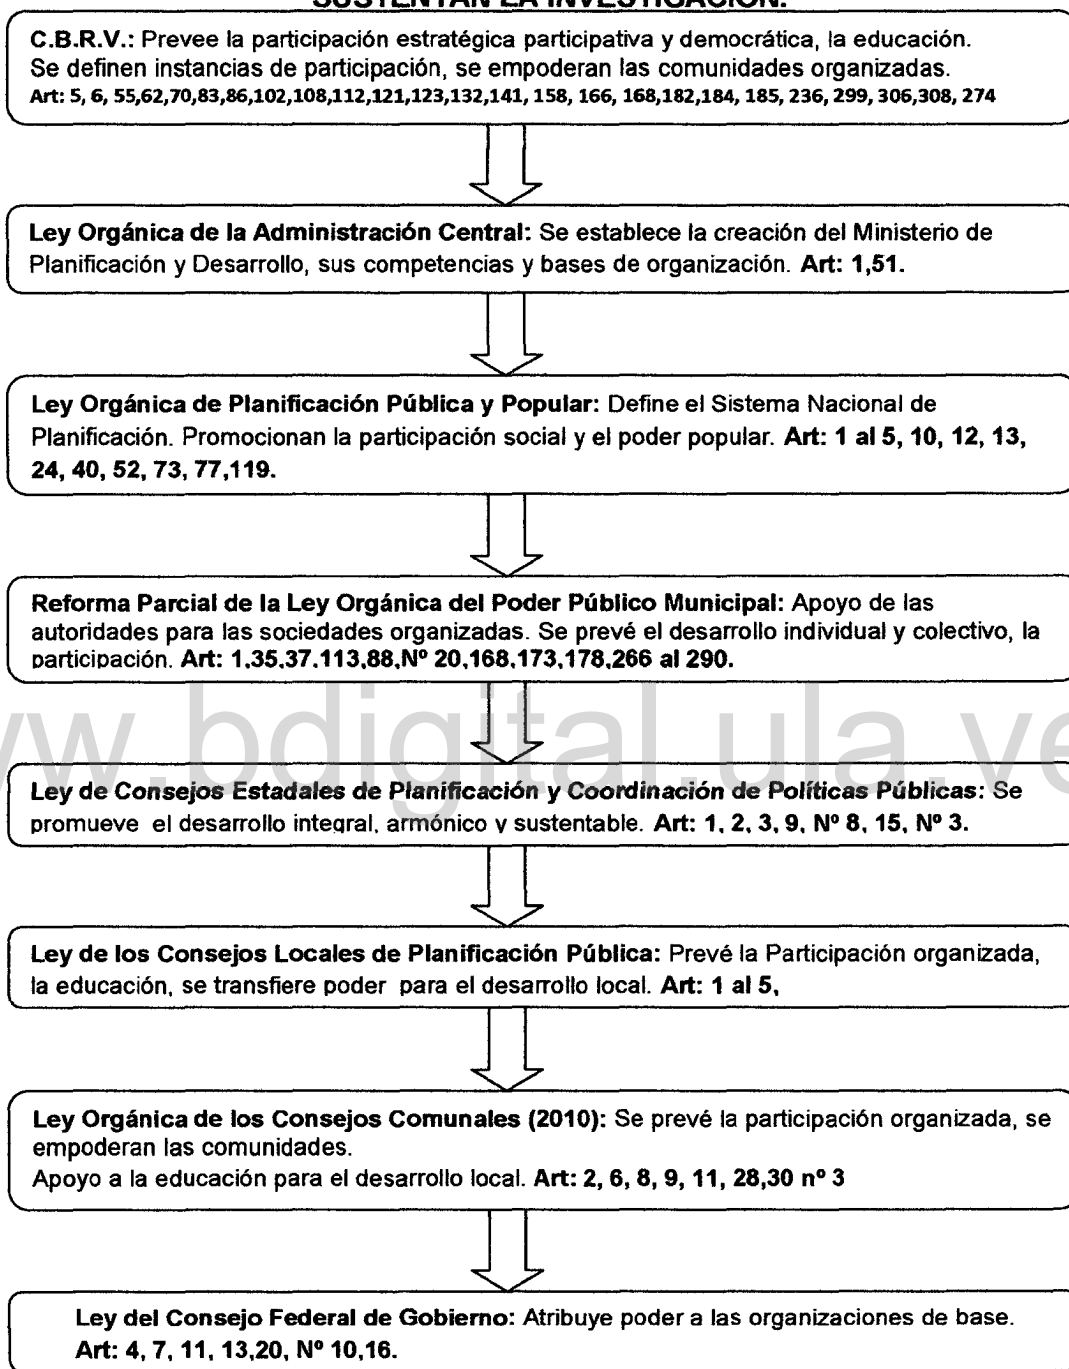 SUSTENTAN LA INVESTIGACIÓN.
C.B.R.V.: Prevee la participación estratégica participativa y democrática, la educación.
Se definen instancias de participación, se empoderan las comunidades organizadas.
Art: 5, 6, 55,62,70,83,86,102,108,112,121,123,132,141, 158, 166, 168,182,184, 185, 236, 299, 306,308, 274
Ley Orgánica de la Administración Central: Se establece la creación del Ministerio de
Planificación y Desarrollo, sus competencias y bases de organización. Art: 1,51.
Ley Orgánica de Planificación Pública y Popular: Define el Sistema Nacional de
Planificación. Promocionan la participación social y el poder popular. Art: 1 al 5, 10, 12, 13,
24, 40, 52, 73, 77,119.
Reforma Parcial de la Ley Orgánica del Poder Público Municipal: Apoyo de las
autoridades para las sociedades organizadas. Se prevé el desarrollo individual y colectivo, la
participación. Art: 1,35,37,113,88,Nº 20,168,173,178,266 al 290.
www.bdigital.ula.ve
Ley de Consejos Estadales de Planificación y Coordinación de Políticas Públicas: Se
promueve el desarrollo integral, armónico y sustentable. Art: 1, 2, 3, 9, Nº 8, 15, Nº 3.
Ley de los Consejos Locales de Planificación Pública: Prevé la Participación organizada,
la educación, se transfiere poder para el desarrollo local. Art: 1 al 5,
Ley Orgánica de los Consejos Comunales (2010): Se prevé la participación organizada, se
empoderan las comunidades.
Apoyo a la educación para el desarrollo local. Art: 2, 6, 8, 9, 11, 28,30 nº 3
Ley del Consejo Federal de Gobierno: Atribuye poder a las organizaciones de base.
Art: 4, 7, 11, 13,20, Nº 10,16.